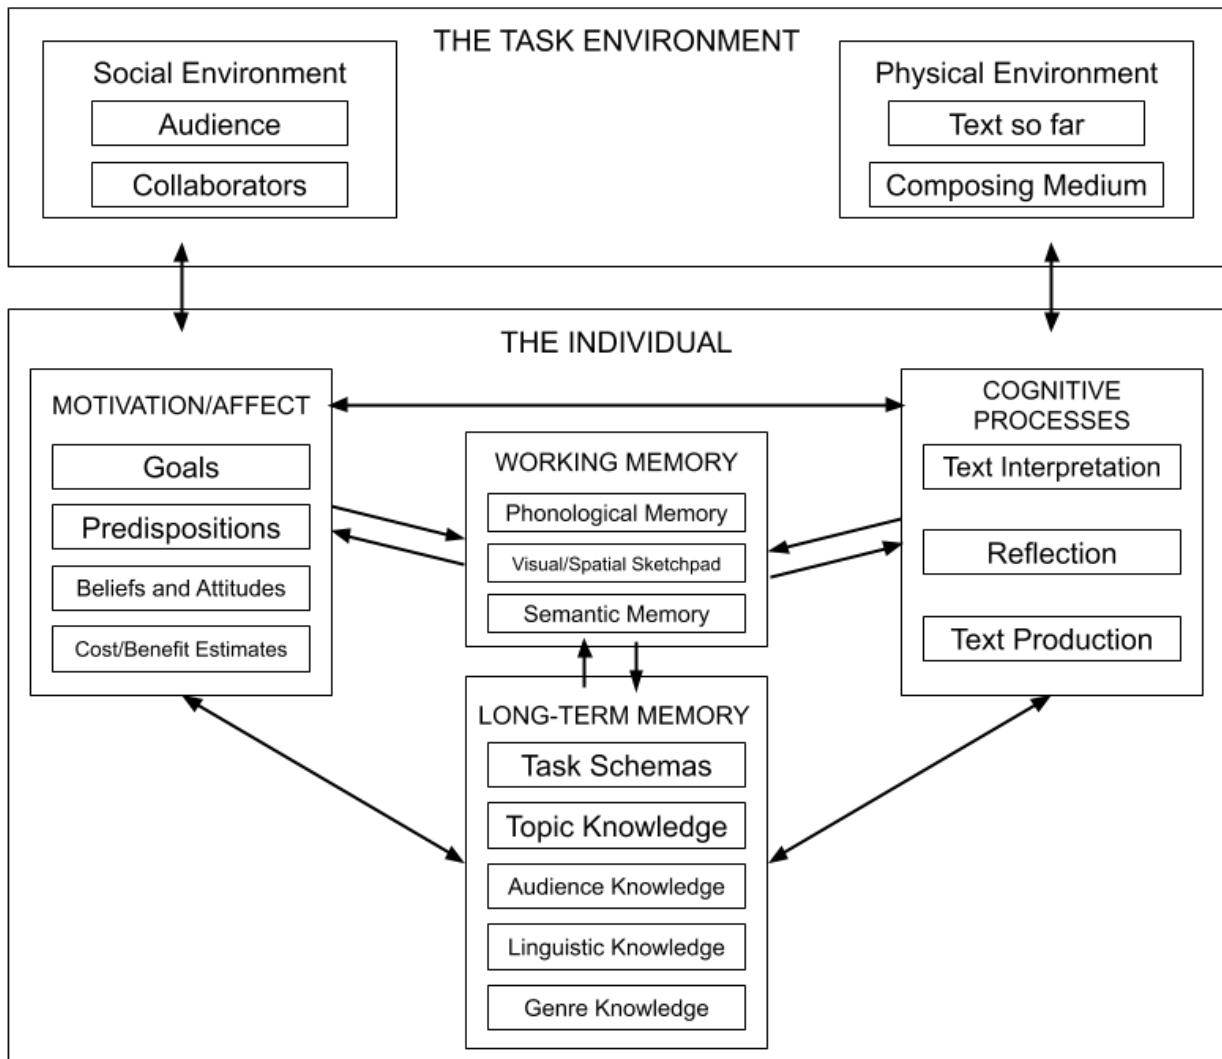 THE TASK ENVIRONMENT
Social Environment
Audience
Collaborators
Physical Environment
Text so far
Composing Medium
THE INDIVIDUAL
MOTIVATION/AFFECT
Goals
Predispositions
Beliefs and Attitudes
Cost/Benefit Estimates
WORKING MEMORY
Phonological Memory
Visual/Spatial Sketchpad
Semantic Memory
COGNITIVE
PROCESSES
Text Interpretation
Reflection
Text Production
LONG-TERM MEMORY
Task Schemas
Topic Knowledge
Audience Knowledge
Linguistic Knowledge
Genre Knowledge